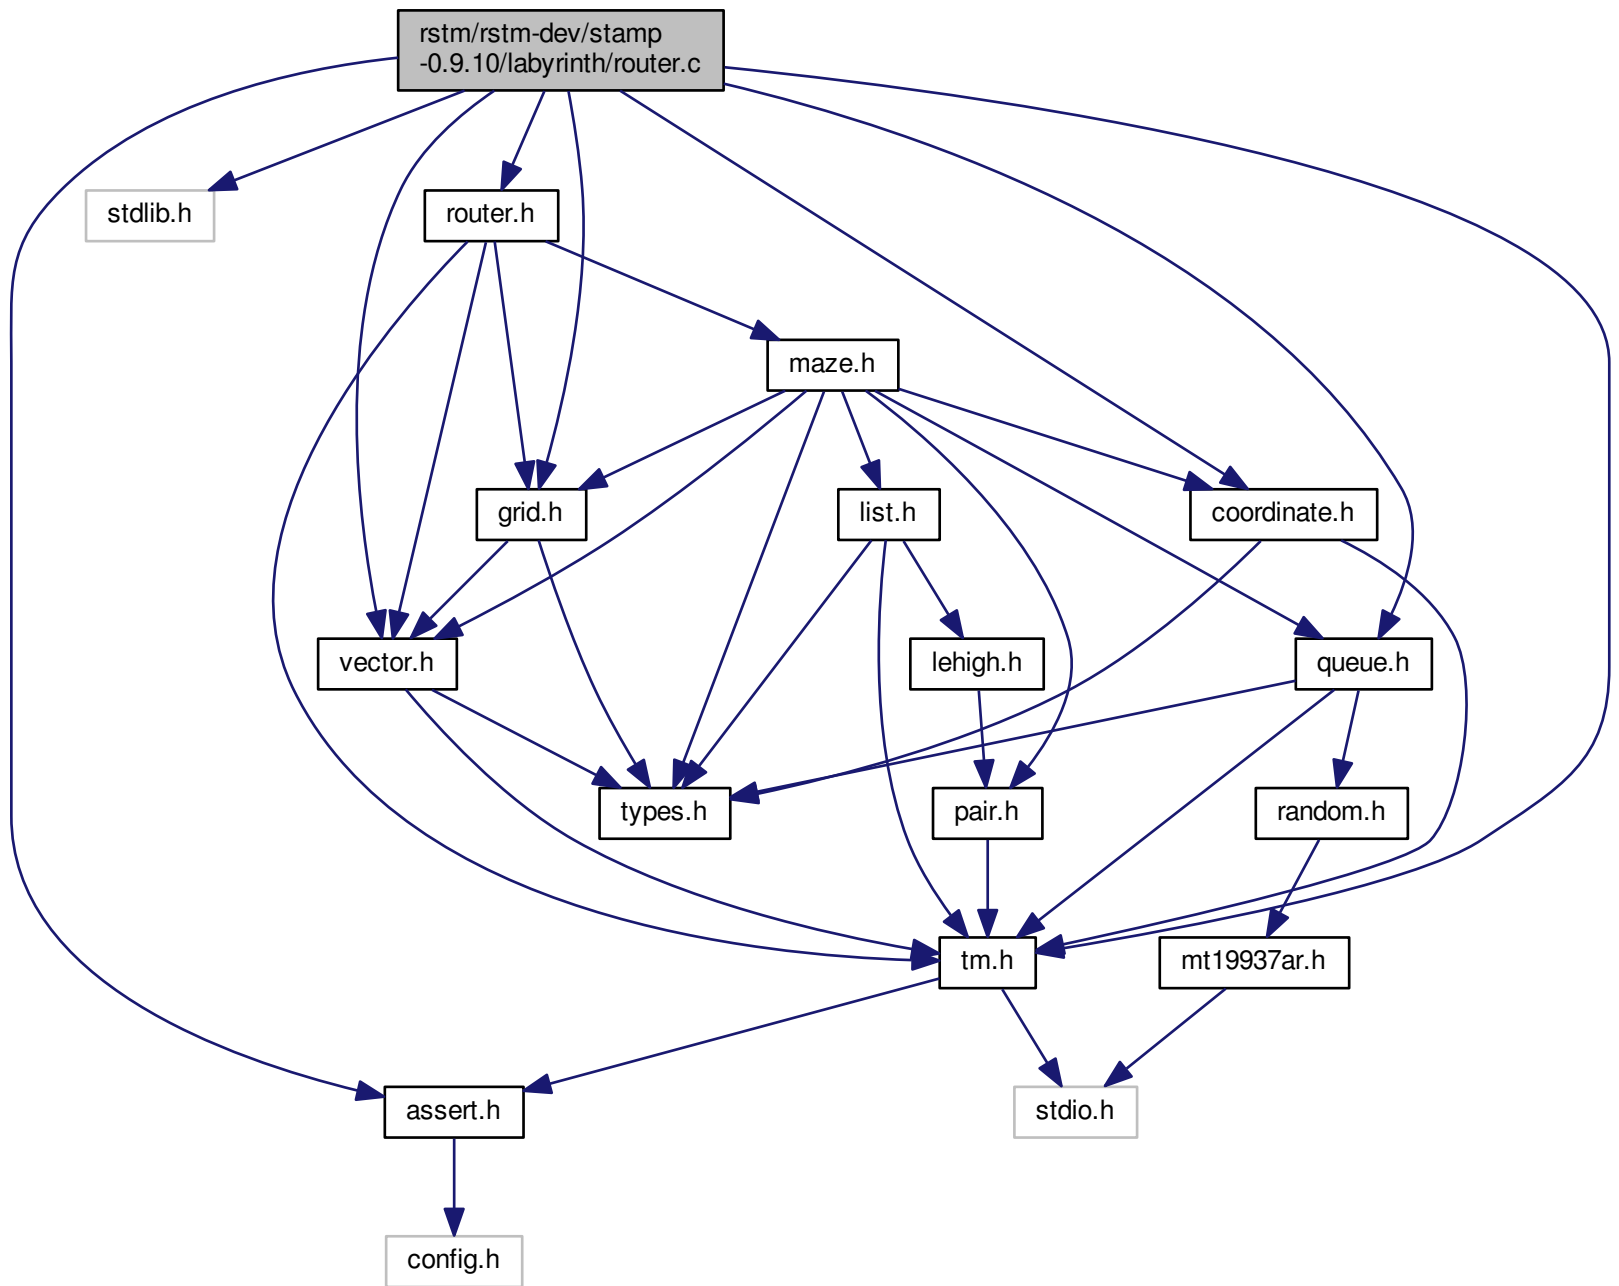 rstm/rstm-dev/stamp
-0.9.10/labyrinth/router.c
stdlib.h
router.h
maze.h
grid.h
list.h
coordinate.h
vector.h
lehigh.h
queue.h
types.h
pair.h
random.h
tm.h
mt19937ar.h
assert.h
stdio.h
config.h